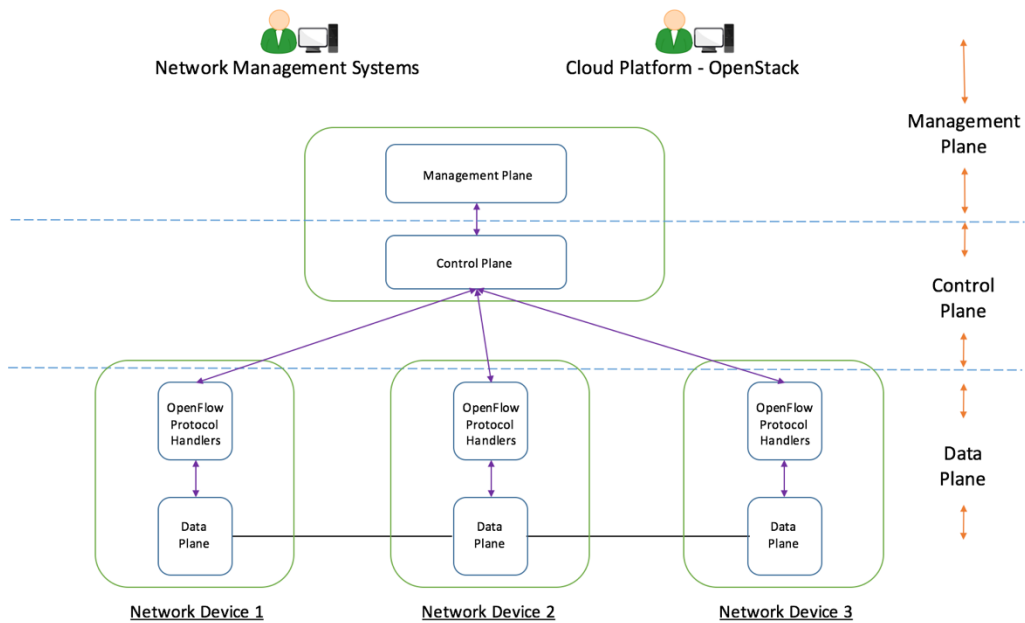 Network Management Systems
Cloud Platform - OpenStack
Management
Plane
Management Plane
Control Plane
Control
Plane
OpenFlow
Protocol
Handlers
OpenFlow
Protocol
Handlers
OpenFlow
Protocol
Handlers
Data
Plane
Data
Plane
Data
Plane
Data
Plane
Network Device 1
Network Device 2
Network Device 3